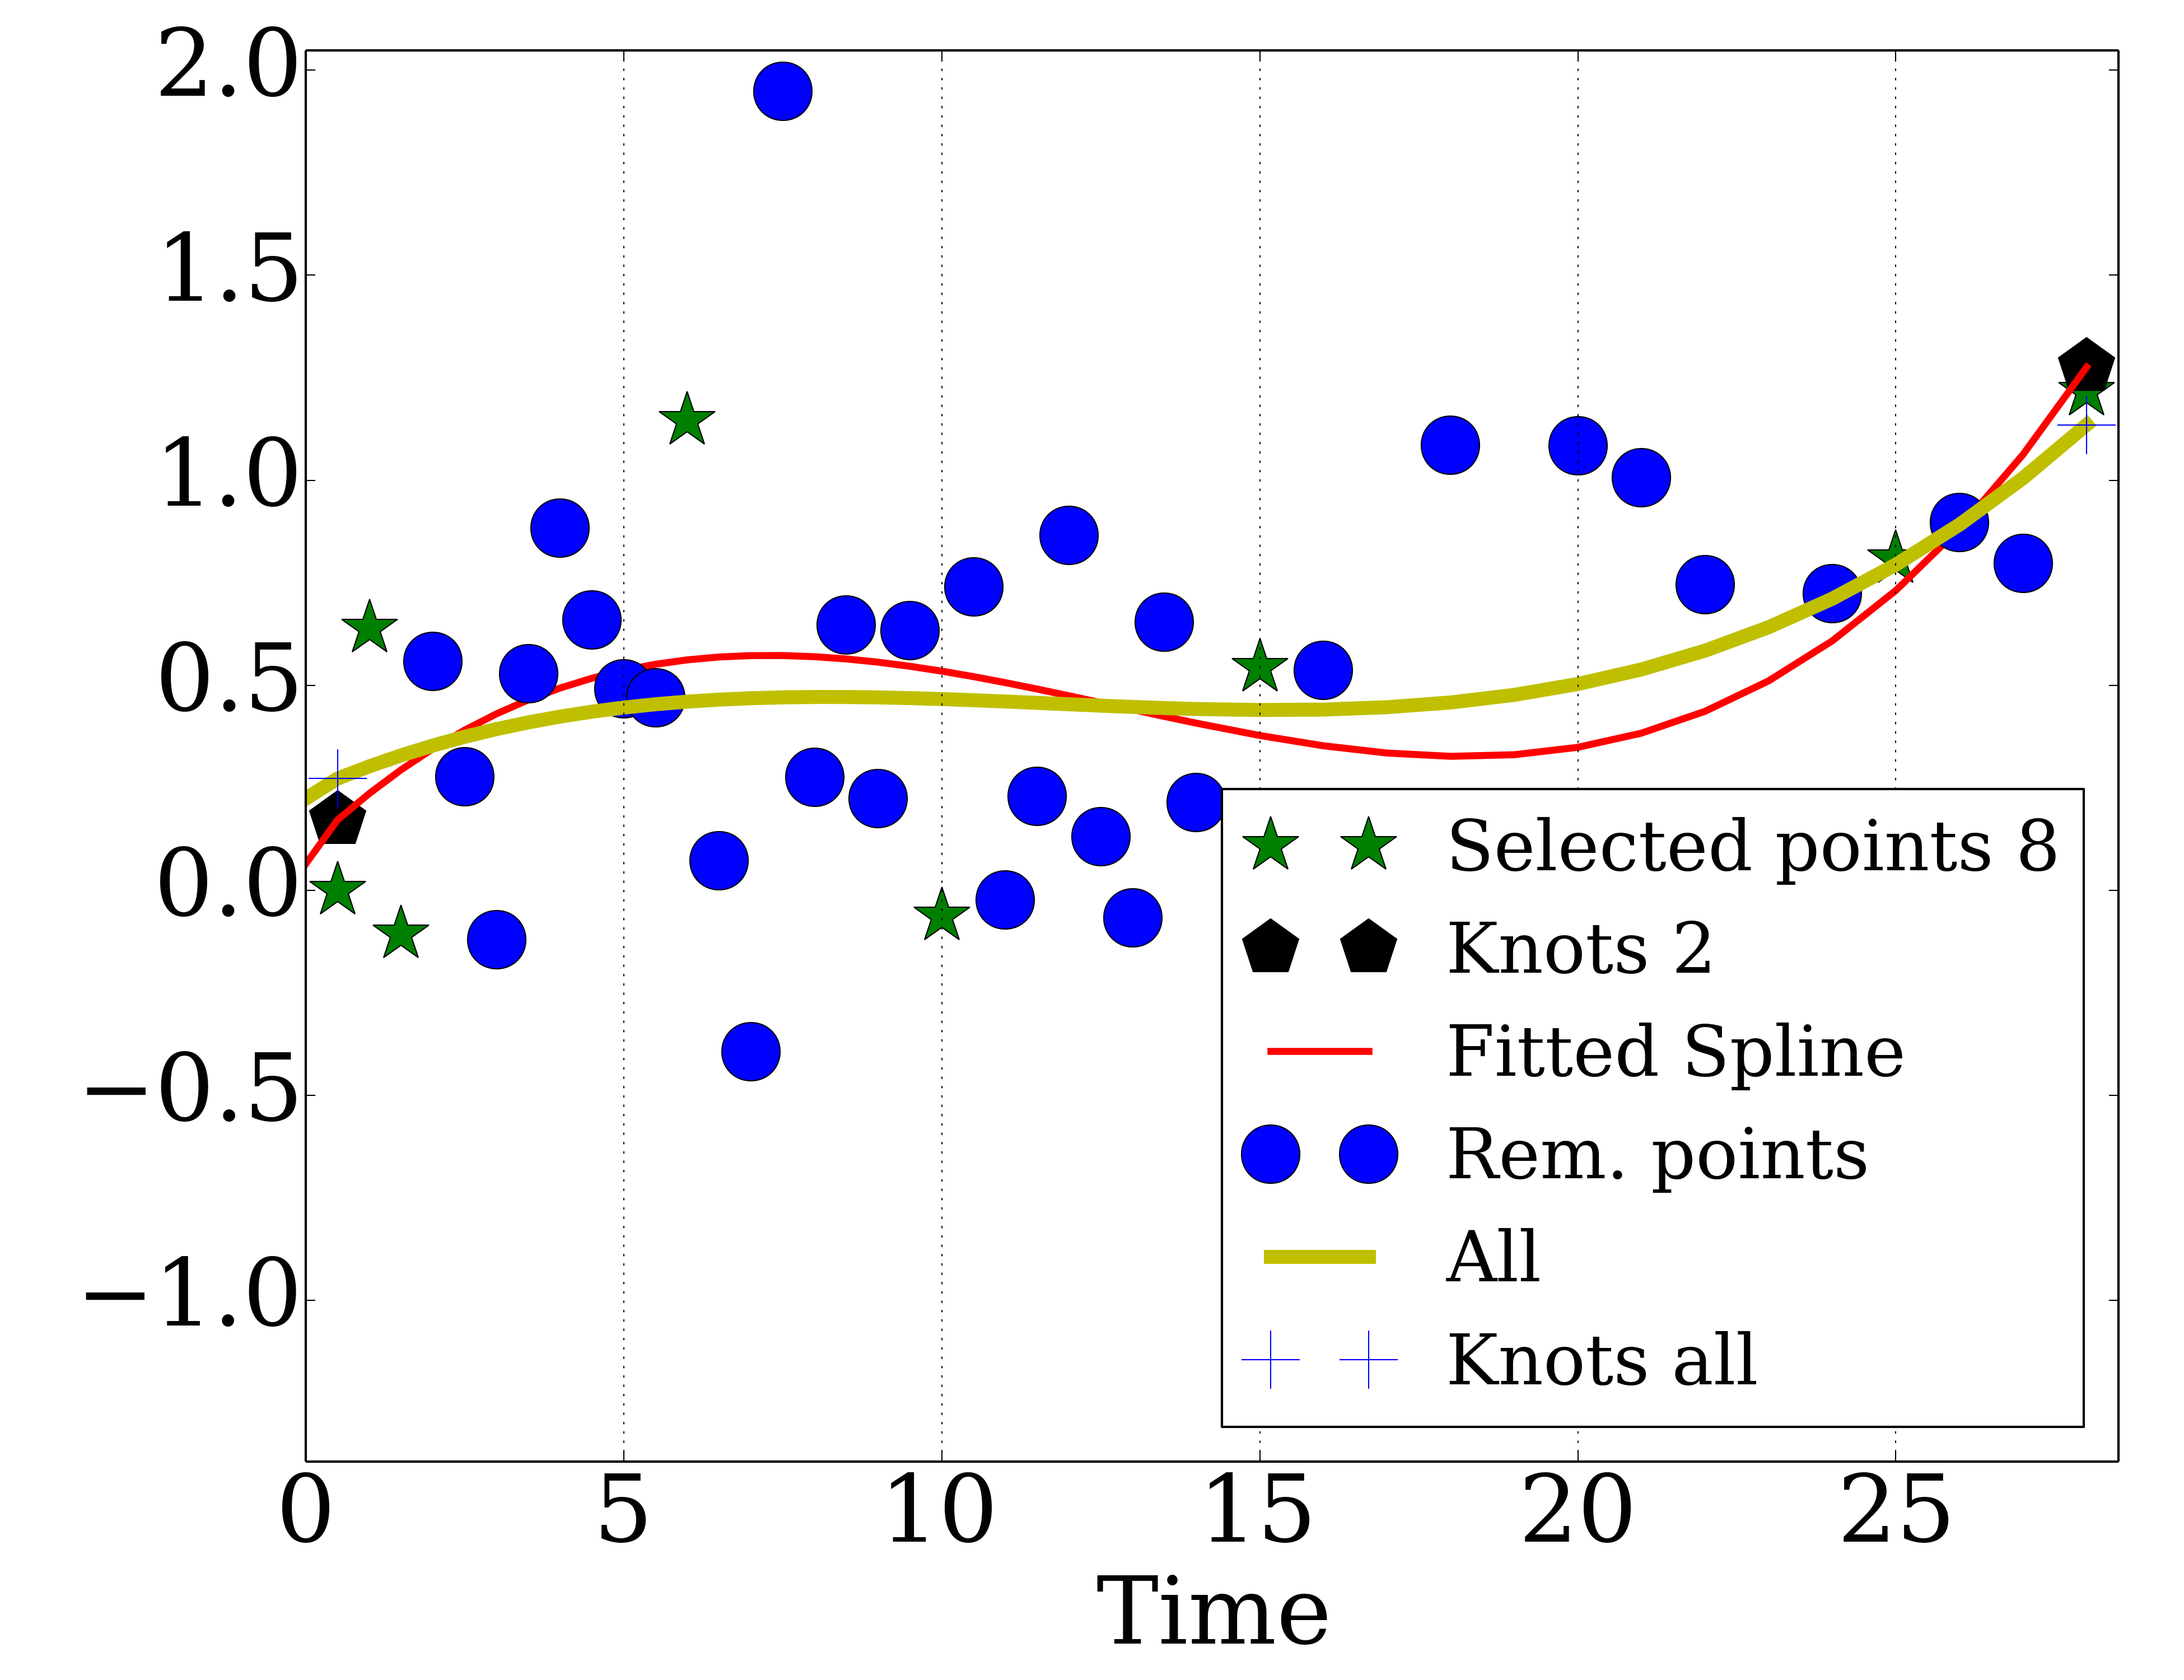 2.0
1.5
1.0
0.5
0.0
−0.5
−1.0
Selected points 8
Knots 2
Fitted Spline
Rem. points
All
Knots all
0 5 10 15 20 25
Time